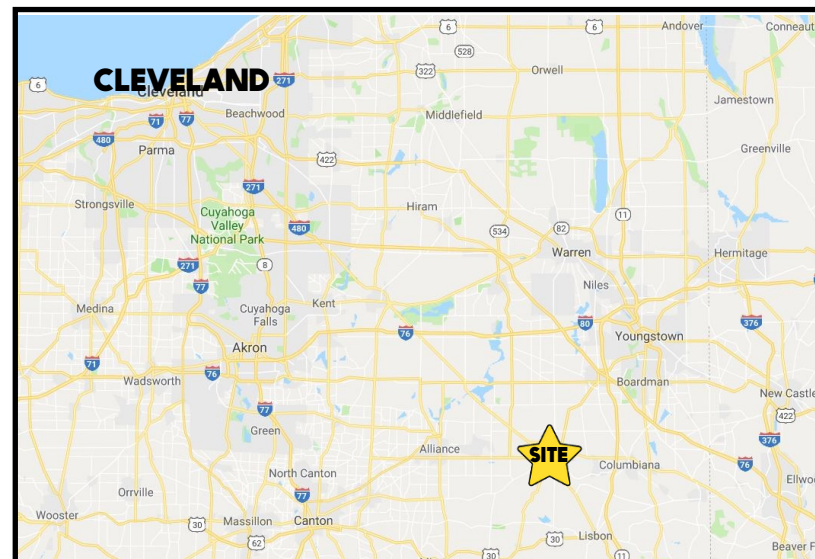 6
6
Andover
Conneaut
528
CLEVELAND
Cleveland
271
322
Orwell
6
71
77
Beachwood
Middlefield
Jamestown
480
Parma
422
Greenville
271
Strongsville
Cuyahoga
Valley
National Park
Hiram
480
11
534
82
Warren
Hermitage
271
8
77
Niles
Medina
Cuyahoga
Falls
Kent
80
376
76
Youngstown
Akron
71
76
Wadsworth
Boardman
New Castle
77
422
Green
376
Alliance
SITE
Columbiana
76
North Canton
Ellwo
Orrville
77
Wooster
30
Massillon
Canton
30
Lisbon
62
30
11
Beaver F